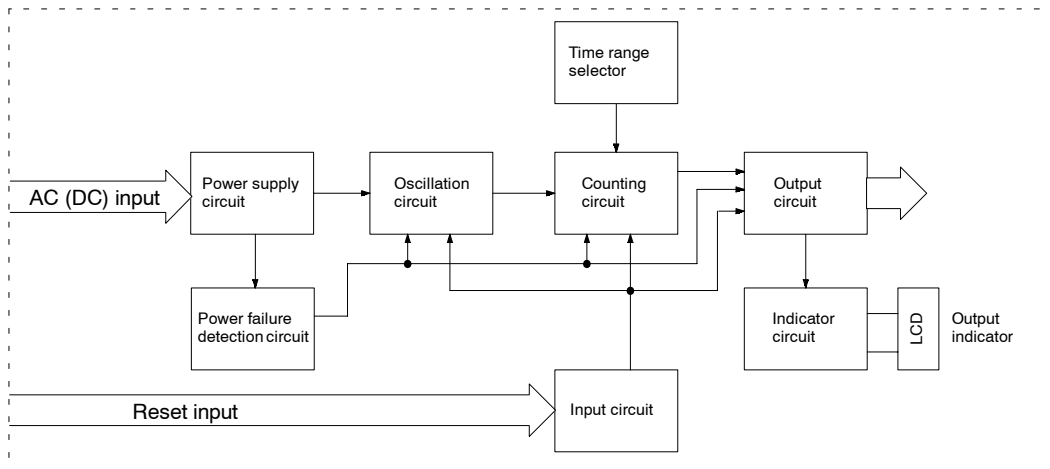 Time range
selector
AC (DC) input
Power supply
circuit
Oscillation
circuit
Counting
circuit
Output
circuit
Power failure
detection circuit
Indicator
circuit
LCD
Output
indicator
Reset input
Input circuit